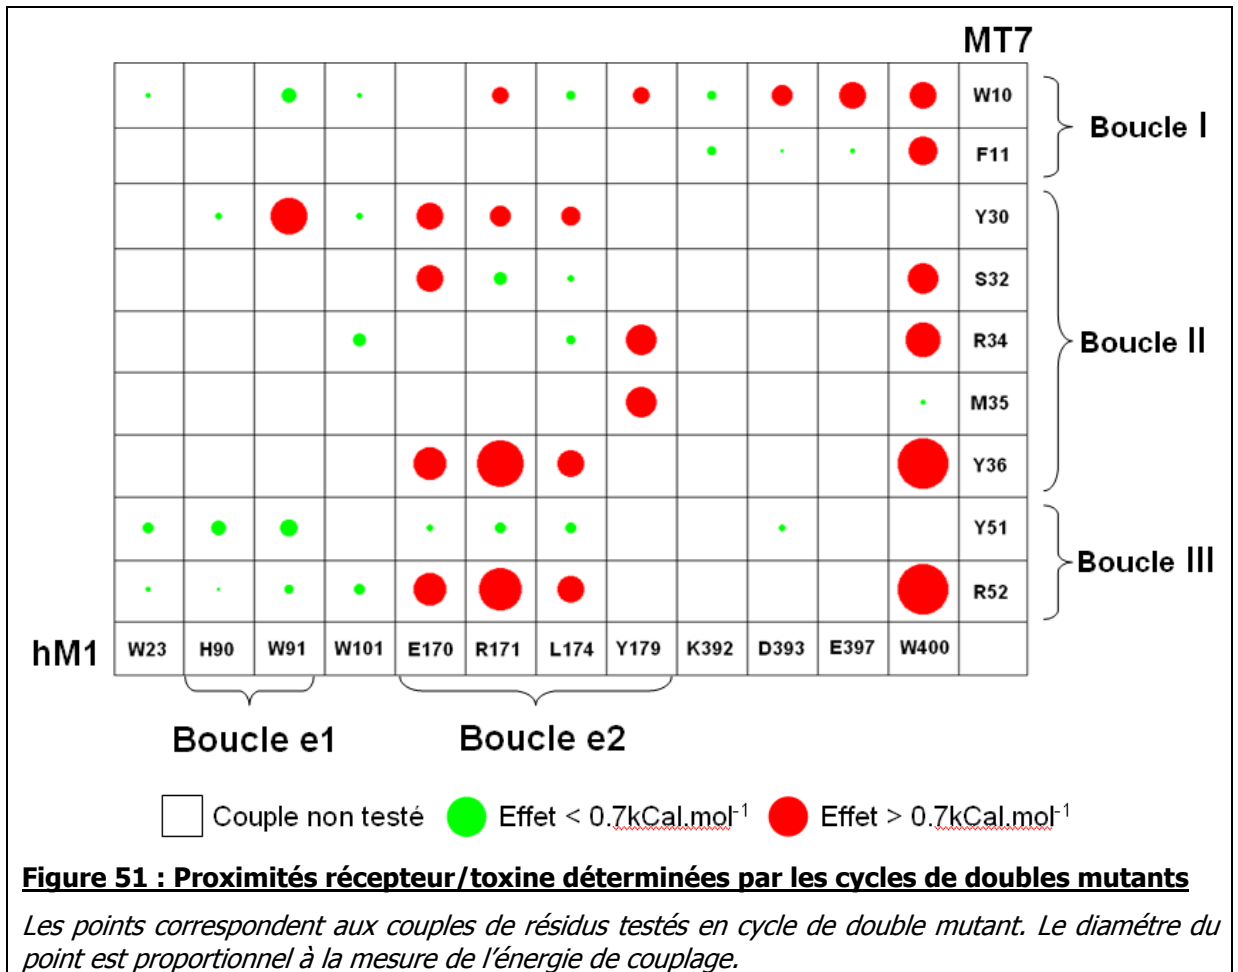 MT7
W10
Boucle I
F11
Y30
S32
R34
Boucle II
M35
Y36
Y51
Boucle III
R52
hM1 W23 H90 W91 W101 E170 R171 L174 Y179 K392 D393 E397 W400
Boucle e1 Boucle e2
Couple non testé Effet < 0.7kCal.mol-1 Effet > 0.7kCal.mol-1
Figure 51 : Proximités récepteur/toxine déterminées par les cycles de doubles mutants
Les points correspondent aux couples de résidus testés en cycle de double mutant. Le diamétre du
point est proportionnel à la mesure de l'énergie de couplage.